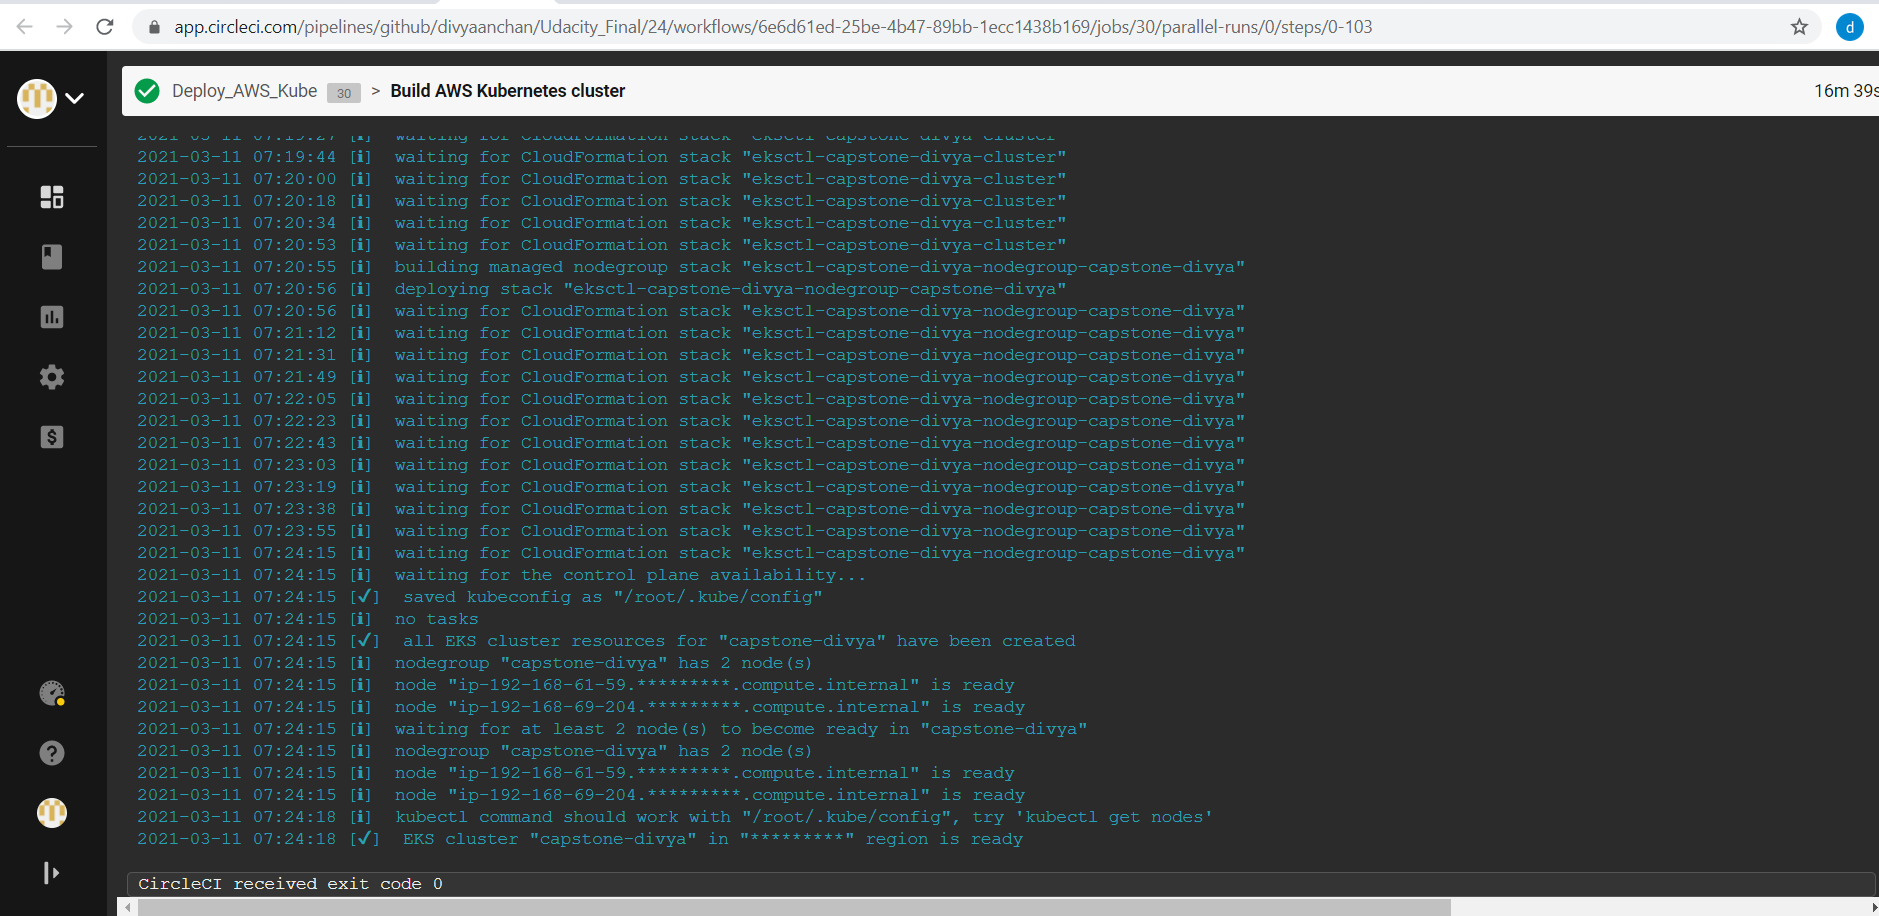 app.circleci.com/pipelines/github/divyaanchan/Udacity_Final/24/workflows/6e6d61ed-25be-4b47-89bb-1ecc1438b169/jobs/30/parallel-runs/0/steps/0-103
d
Deploy_AWS_Kube 30 > Build AWS Kubernetes cluster 16m 39s
2021-03-11 07:19:27 [ℹ] waiting for CloudFormation stack "eksctl-capstone-divya-cluster"
2021-03-11 07:19:44 [ℹ] waiting for CloudFormation stack "eksctl-capstone-divya-cluster"
2021-03-11 07:20:00 [ℹ] waiting for CloudFormation stack "eksctl-capstone-divya-cluster"
2021-03-11 07:20:18 [ℹ] waiting for CloudFormation stack "eksctl-capstone-divya-cluster"
2021-03-11 07:20:34 [ℹ] waiting for CloudFormation stack "eksctl-capstone-divya-cluster"
2021-03-11 07:20:53 [ℹ] waiting for CloudFormation stack "eksctl-capstone-divya-cluster"
2021-03-11 07:20:55 [ℹ] building managed nodegroup stack "eksctl-capstone-divya-nodegroup-capstone-divya"
2021-03-11 07:20:56 [ℹ] deploying stack "eksctl-capstone-divya-nodegroup-capstone-divya"
2021-03-11 07:20:56 [ℹ] waiting for CloudFormation stack "eksctl-capstone-divya-nodegroup-capstone-divya"
2021-03-11 07:21:12 [ℹ] waiting for CloudFormation stack "eksctl-capstone-divya-nodegroup-capstone-divya"
2021-03-11 07:21:31 [ℹ] waiting for CloudFormation stack "eksctl-capstone-divya-nodegroup-capstone-divya"
2021-03-11 07:21:49 [ℹ] waiting for CloudFormation stack "eksctl-capstone-divya-nodegroup-capstone-divya"
2021-03-11 07:22:05 [ℹ] waiting for CloudFormation stack "eksctl-capstone-divya-nodegroup-capstone-divya"
2021-03-11 07:22:23 [ℹ] waiting for CloudFormation stack "eksctl-capstone-divya-nodegroup-capstone-divya"
2021-03-11 07:22:43 [ℹ] waiting for CloudFormation stack "eksctl-capstone-divya-nodegroup-capstone-divya"
2021-03-11 07:23:03 [ℹ] waiting for CloudFormation stack "eksctl-capstone-divya-nodegroup-capstone-divya"
2021-03-11 07:23:19 [ℹ] waiting for CloudFormation stack "eksctl-capstone-divya-nodegroup-capstone-divya"
2021-03-11 07:23:38 [ℹ] waiting for CloudFormation stack "eksctl-capstone-divya-nodegroup-capstone-divya"
2021-03-11 07:23:55 [ℹ] waiting for CloudFormation stack "eksctl-capstone-divya-nodegroup-capstone-divya"
2021-03-11 07:24:15 [ℹ] waiting for CloudFormation stack "eksctl-capstone-divya-nodegroup-capstone-divya"
2021-03-11 07:24:15 [ℹ] waiting for the control plane availability...
2021-03-11 07:24:15 [✔] saved kubeconfig as "/root/.kube/config"
2021-03-11 07:24:15 [ℹ] no tasks
2021-03-11 07:24:15 [✔] all EKS cluster resources for "capstone-divya" have been created
2021-03-11 07:24:15 [ℹ] nodegroup "capstone-divya" has 2 node(s)
2021-03-11 07:24:15 [ℹ] node "ip-192-168-61-59.*********.compute.internal" is ready
2021-03-11 07:24:15 [ℹ] node "ip-192-168-69-204.*********.compute.internal" is ready
2021-03-11 07:24:15 [ℹ] waiting for at least 2 node(s) to become ready in "capstone-divya"
2021-03-11 07:24:15 [ℹ] nodegroup "capstone-divya" has 2 node(s)
2021-03-11 07:24:15 [ℹ] node "ip-192-168-61-59.*********.compute.internal" is ready
2021-03-11 07:24:15 [ℹ] node "ip-192-168-69-204.*********.compute.internal" is ready
2021-03-11 07:24:18 [ℹ] kubectl command should work with "/root/.kube/config", try 'kubectl get nodes'
2021-03-11 07:24:18 [✔] EKS cluster "capstone-divya" in "*********" region is ready
CircleCI received exit code 0